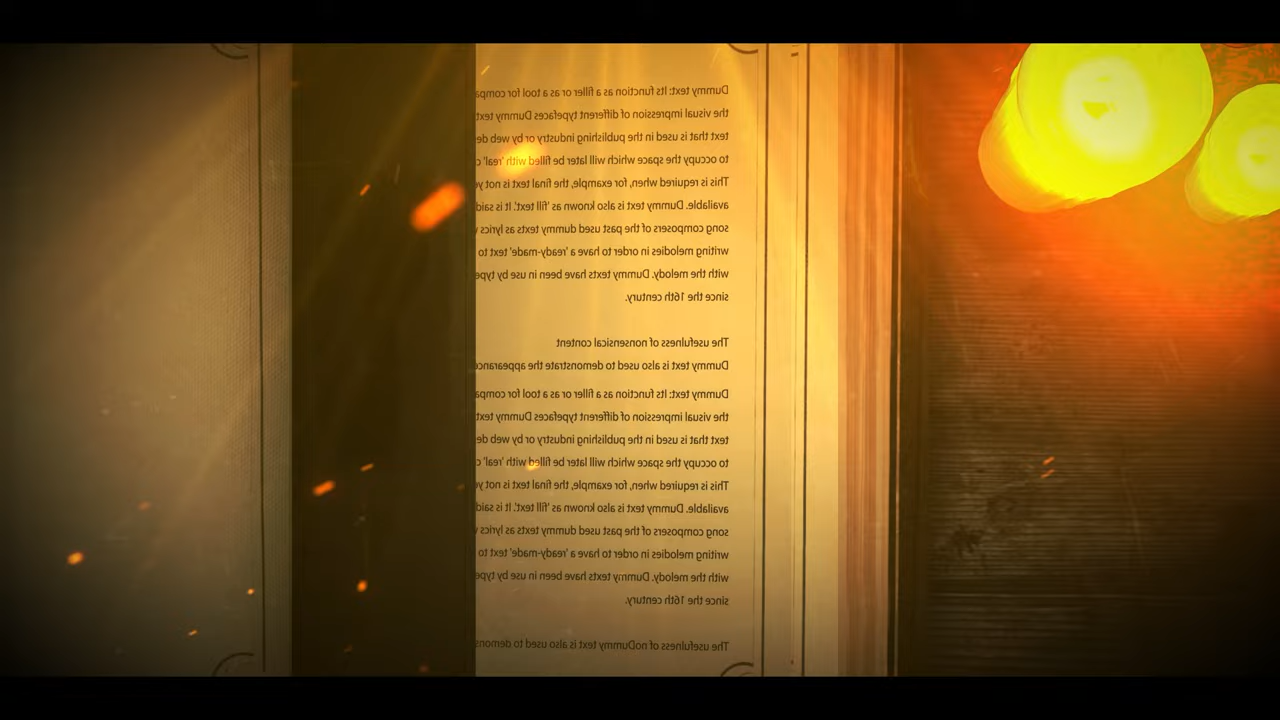 Dummy text: Its function as a filler or as a tool for compa
the visual impression of different typefaces Dummy text
text that is used in the publishing industry or by web de
to occupy the space which will later be filled with 'real' c
This is required when, for example, the final text is not ye
available. Dummy text is also known as 'fill text'. It is said
song composers of the past used dummy texts as lyrics
writing melodies in order to have a 'ready-made' text to
with the melody. Dummy texts have been in use by type
since the 16th century.
The usefulness of nonsensical content
Dummy text is also used to demonstrate the appearance
Dummy text: Its function as a filler or as a tool for compa
the visual impression of different typefaces Dummy text
text that is used in the publishing industry or by web de
to occupy the space which will later be filled with 'real' c
This is required when, for example, the final text is not ye
available. Dummy text is also known as 'fill text'. It is said
song composers of the past used dummy texts as lyrics
writing melodies in order to have a 'ready-made' text to
with the melody. Dummy texts have been in use by type
since the 16th century.
The usefulness of noDummy text is also used to demons